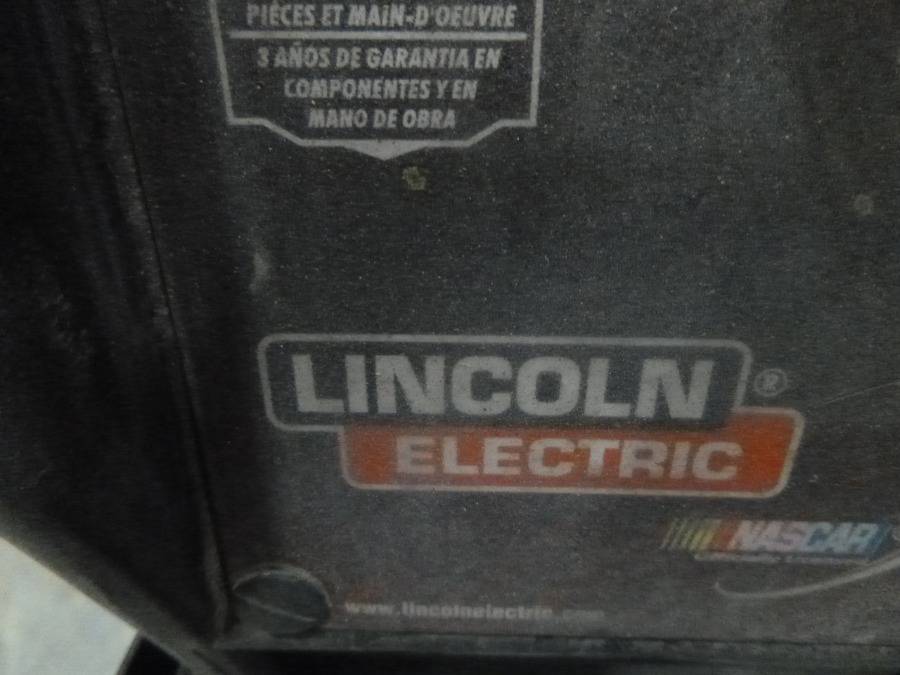 PIÈCES ET MAIN-D'OEUVRE
3 AÑOS DE GARANTIA EN
COMPONENTES Y EN
MANO DE OBRA
LINCOLN ®
ELECTRIC
NASCAR
www.lincolnelectric.com